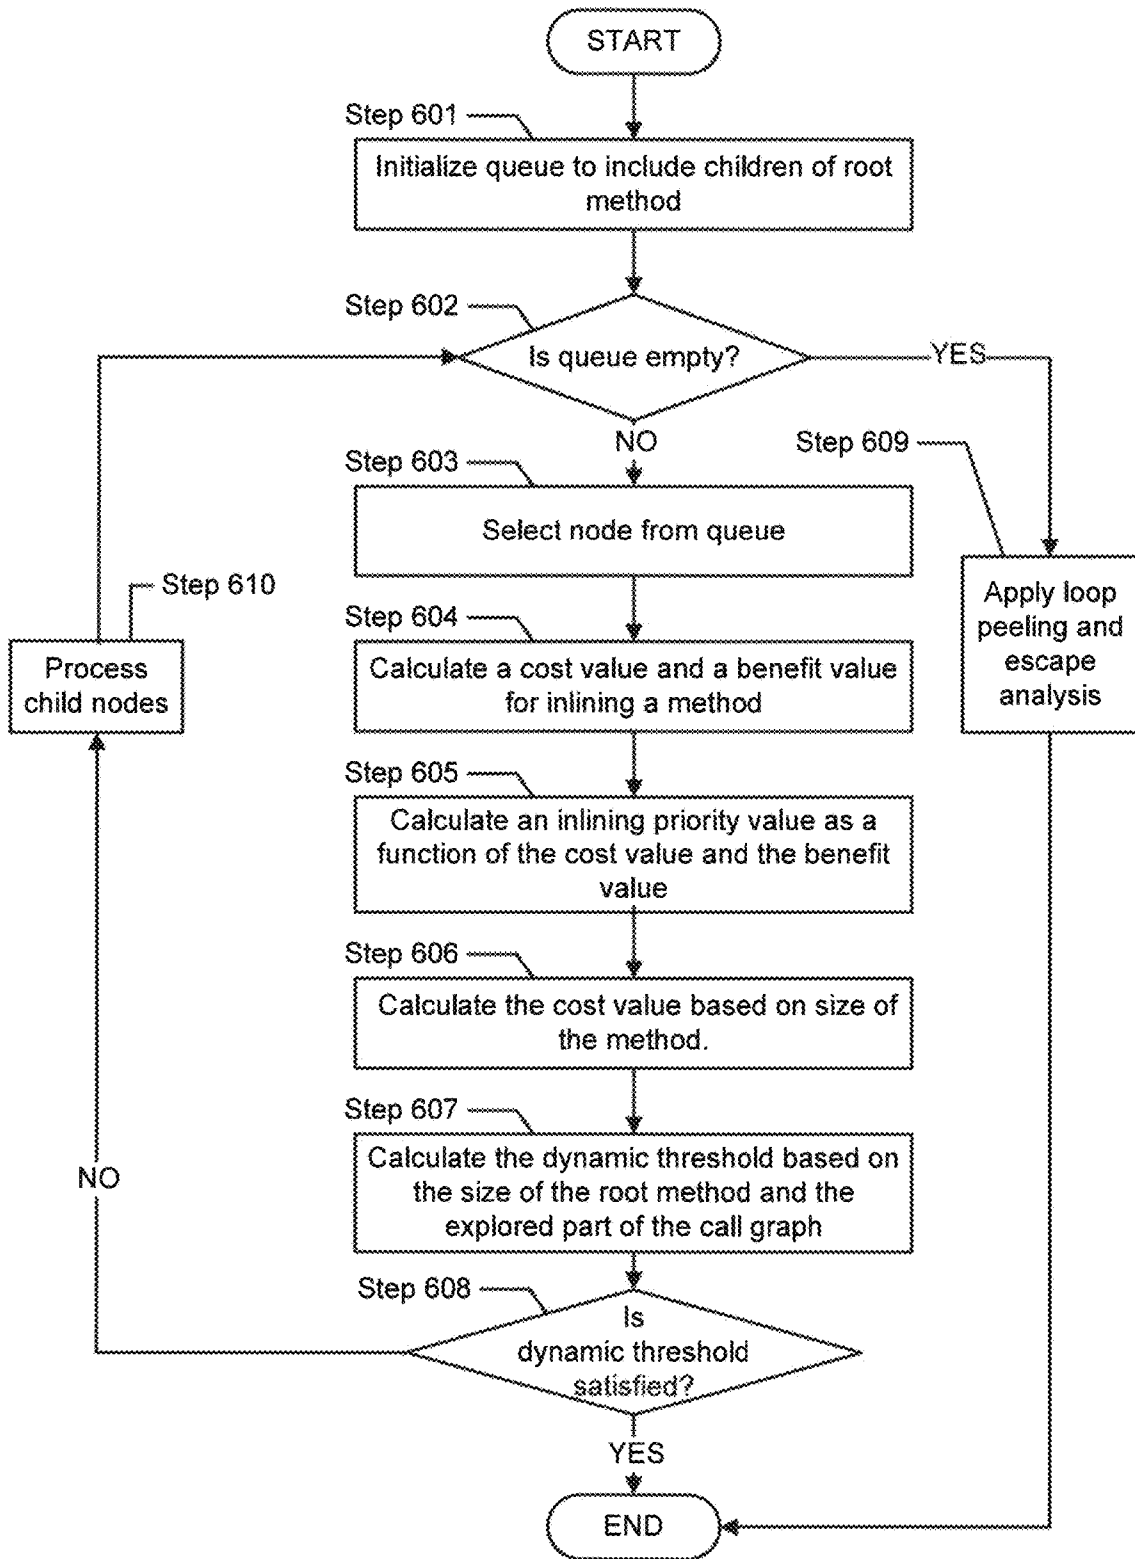 START
Step 601
Initialize queue to include children of root
method
Step 602
Is queue empty?
YES
NO
Step 609
Step 603
Select node from queue
Step 610
Step 604
Apply loop
peeling and
escape
analysis
Process
child nodes
Calculate a cost value and a benefit value
for inlining a method
Step 605
Calculate an inlining priority value as a
function of the cost value and the benefit
value
Step 606
Calculate the cost value based on size of
the method.
Step 607
Calculate the dynamic threshold based on
the size of the root method and the
explored part of the call graph
NO
Step 608
Is
dynamic threshold
satisfied?
YES
END